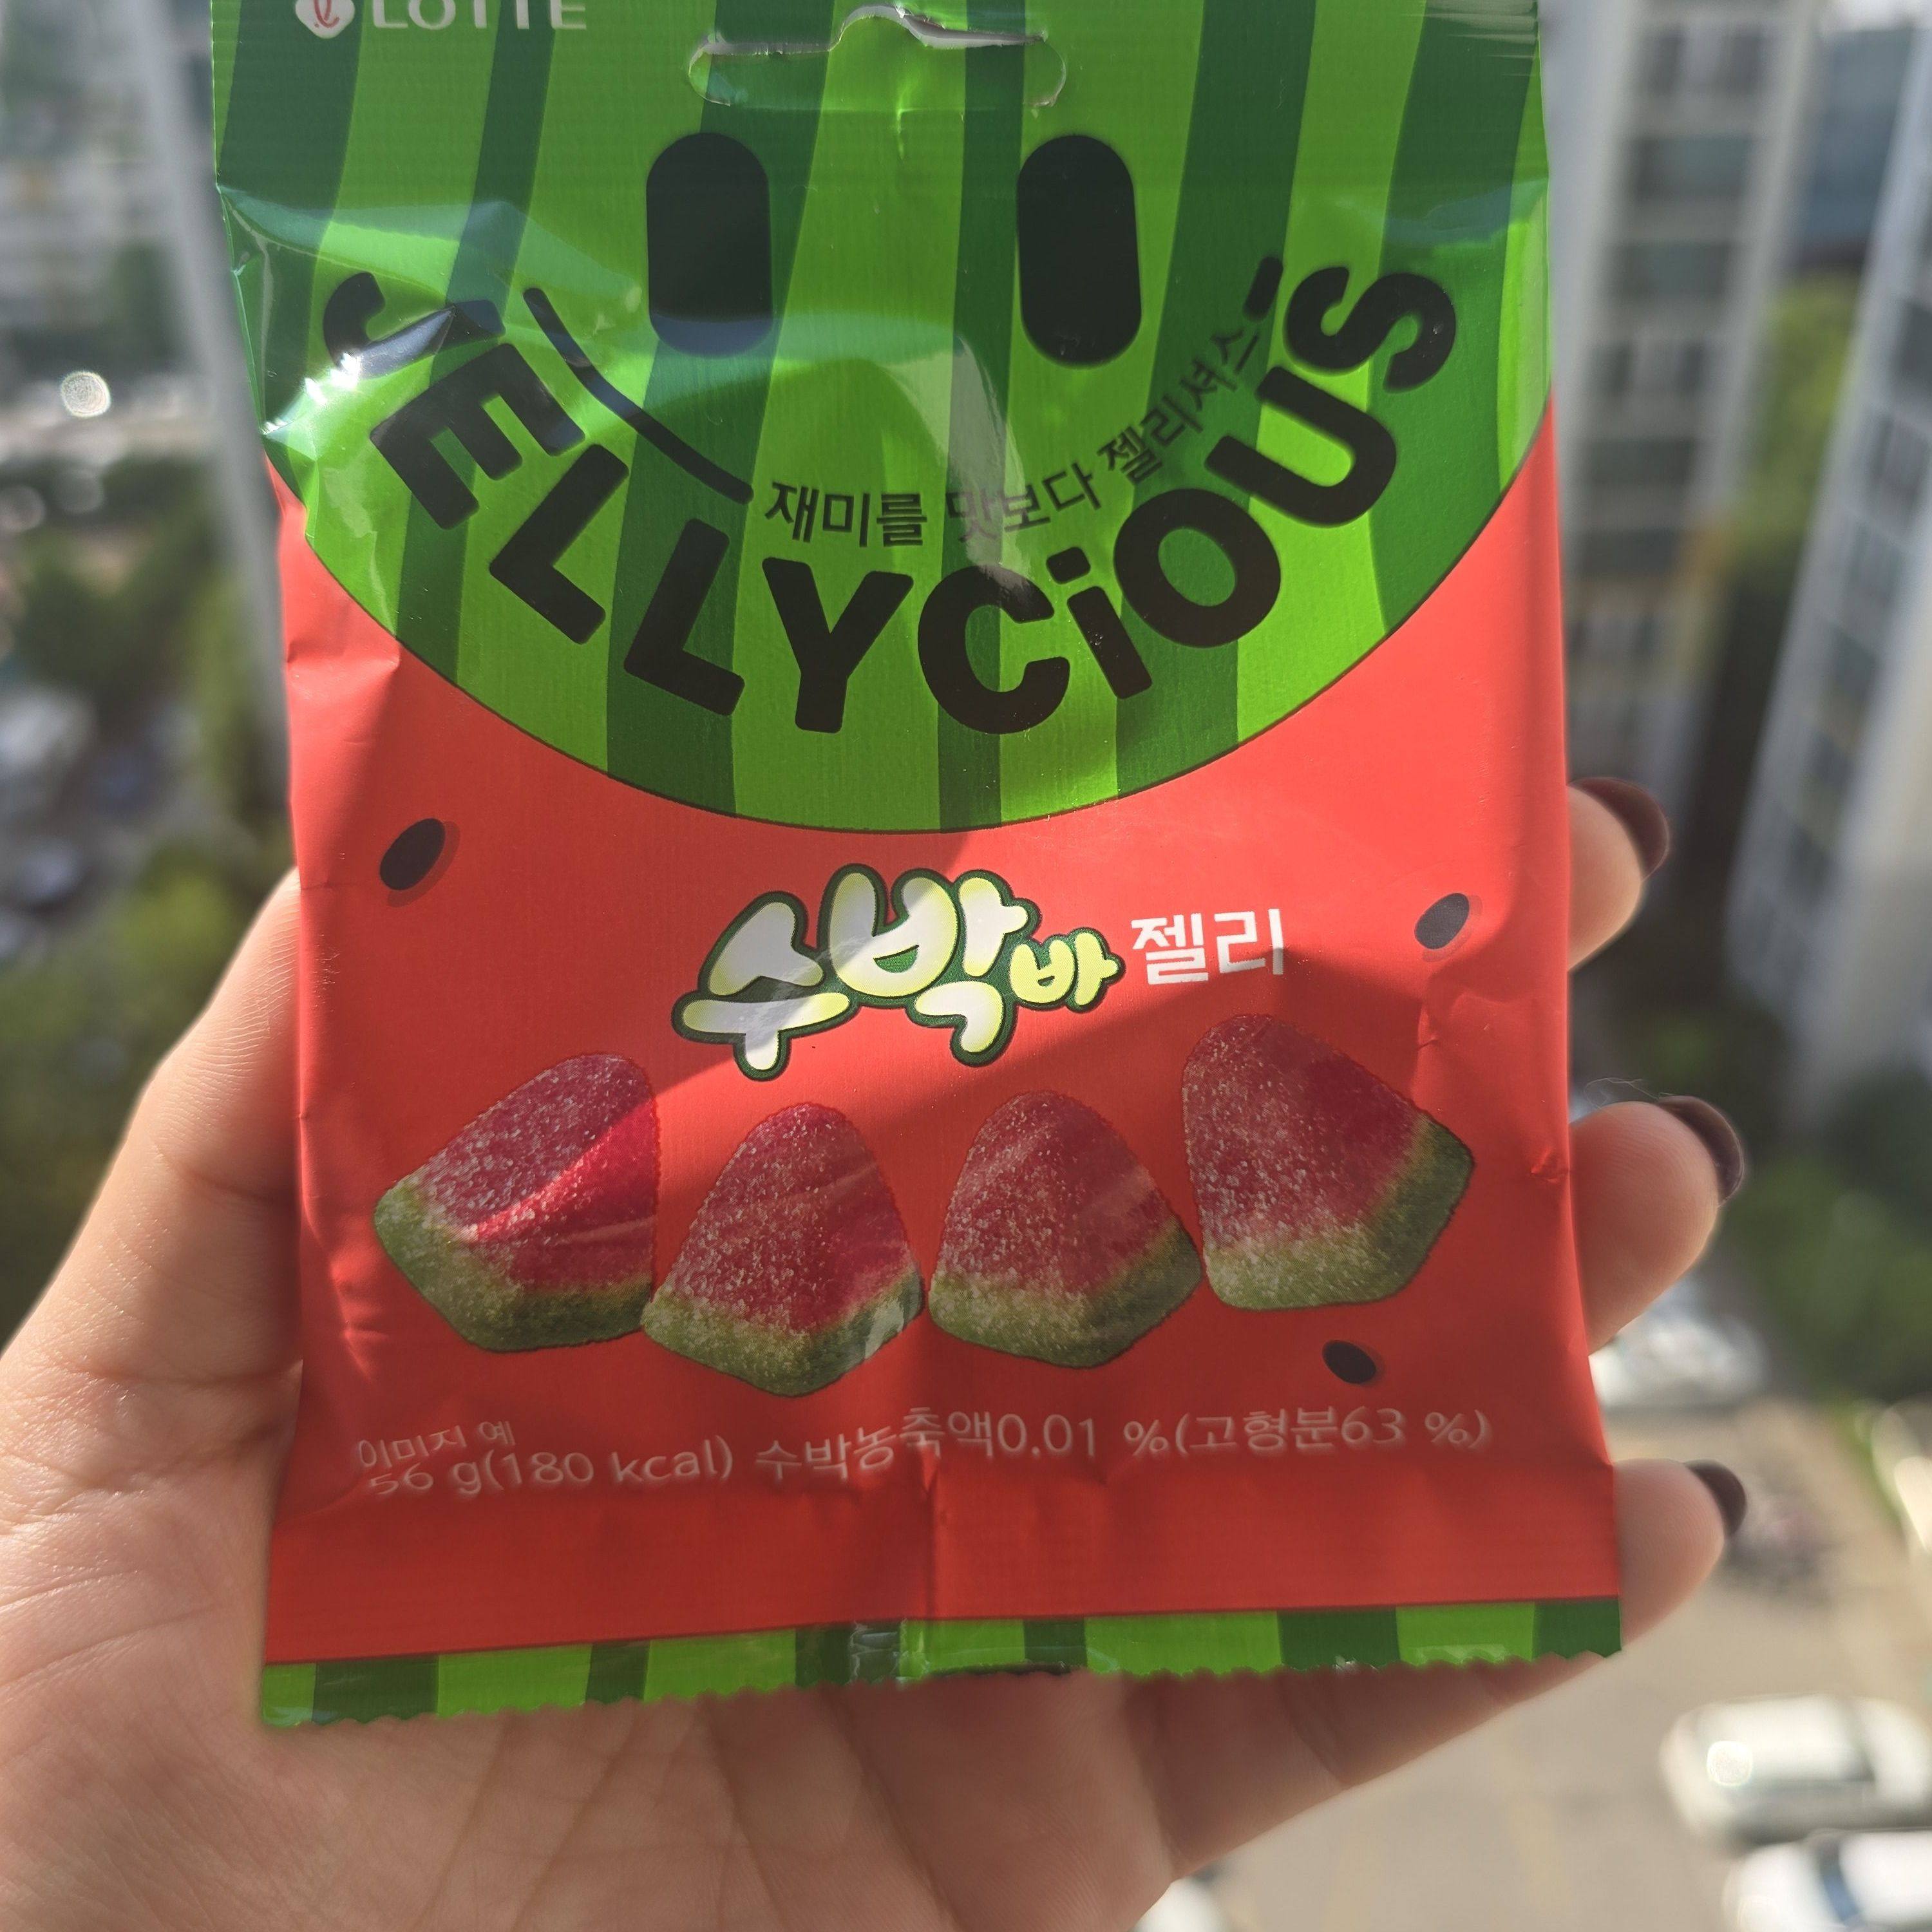 LOTTE
재미를 맛보다 젤리셔스
JELLYCiOUS
수박바 젤리
이미지 예
56 g(180 kcal) 수박농축액0.01 %(고형분63 %)